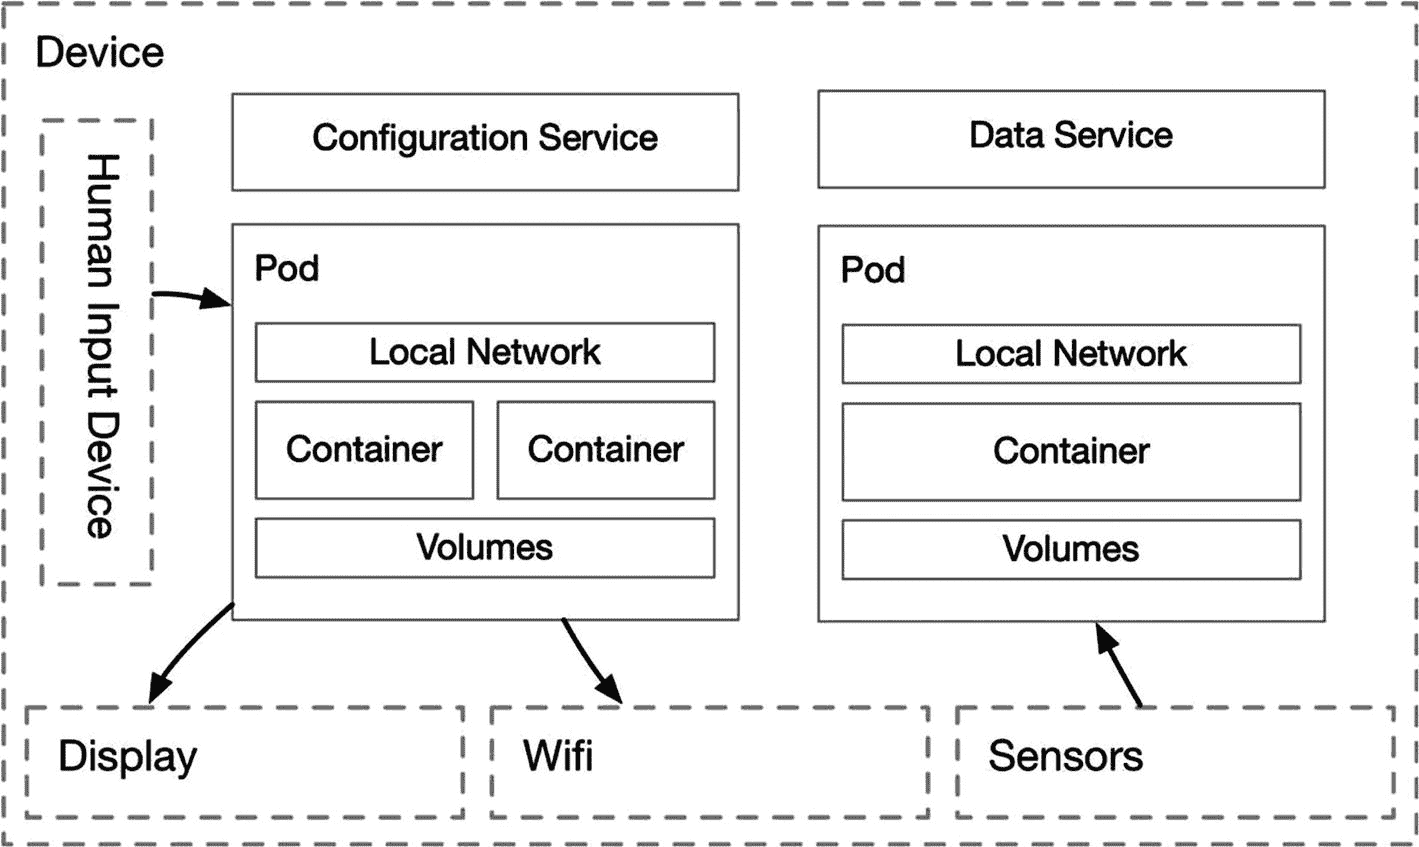 Device
Human Input Device
Configuration Service
Data Service
Pod
Local Network
Container
Container
Volumes
Pod
Local Network
Container
Volumes
Display
Wifi
Sensors